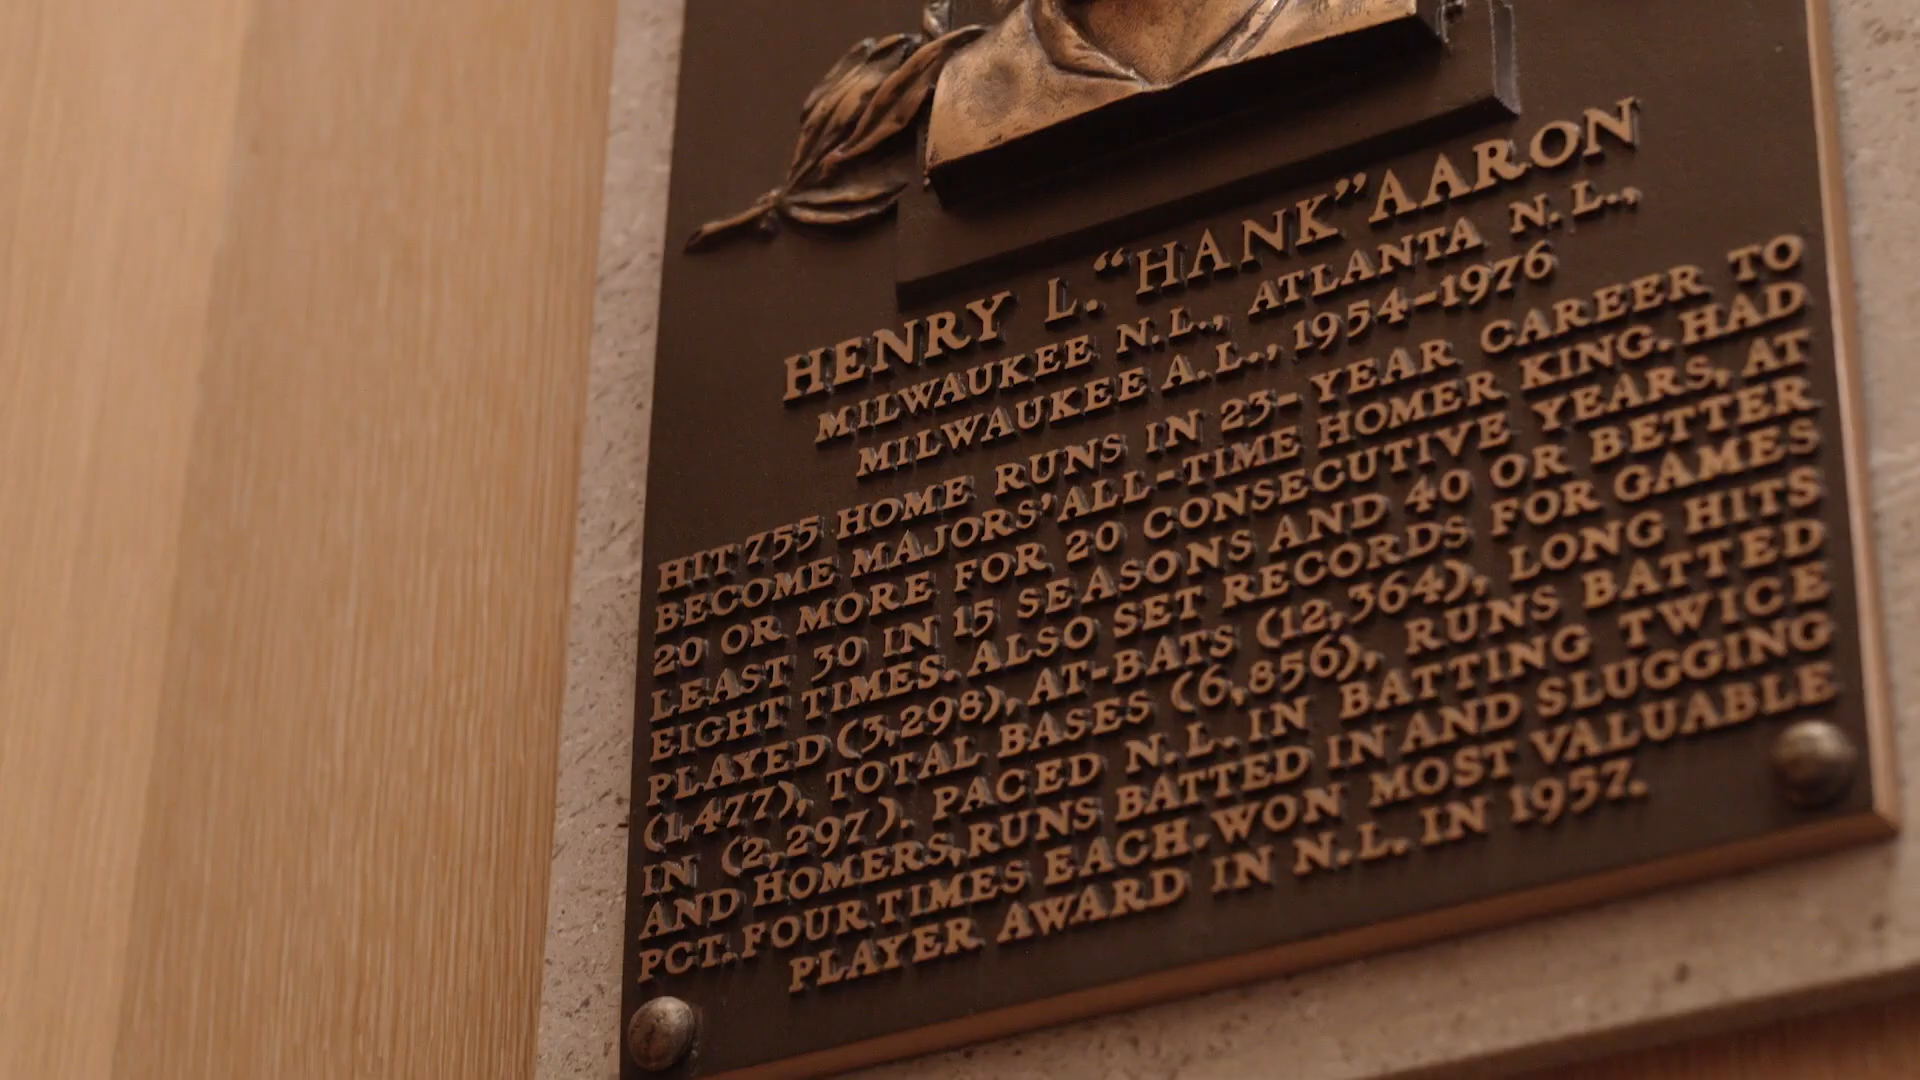 HENRY L. “HANK” AARON
MILWAUKEE N.L., ATLANTA N.L.,
MILWAUKEE A.L., 1954-1976
HIT 755 HOME RUNS IN 23-YEAR CAREER TO
BECOME MAJORS' ALL-TIME HOMER KING. HAD
20 OR MORE FOR 20 CONSECUTIVE YEARS, AT
LEAST 30 IN 15 SEASONS AND 40 OR BETTER
EIGHT TIMES. ALSO SET RECORDS FOR GAMES
PLAYED (3,298), AT-BATS (12,364), LONG HITS
(1,477), TOTAL BASES (6,856), RUNS BATTED
IN (2,297). PACED N.L. IN BATTING TWICE
AND HOMERS, RUNS BATTED IN AND SLUGGING
PCT. FOUR TIMES EACH. WON MOST VALUABLE
PLAYER AWARD IN N.L. IN 1957.